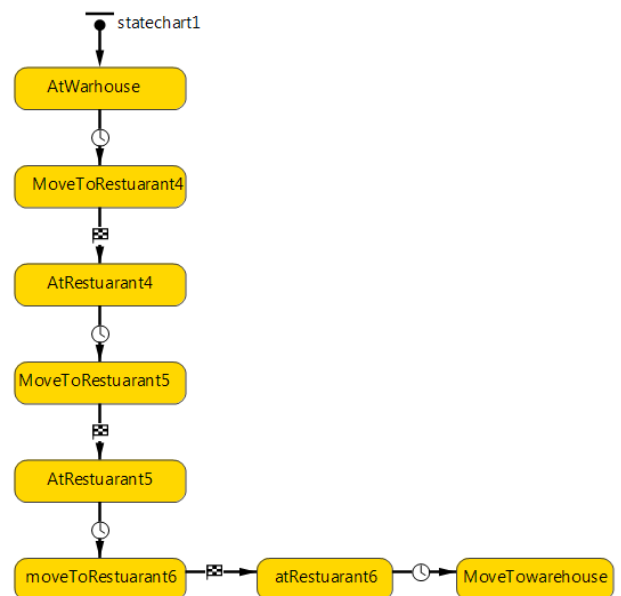 statechart1
AtWarhouse
MoveToRestuarant4
AtRestuarant4
MoveToRestuarant5
AtRestuarant5
moveToRestuarant6
atRestuarant6
MoveTowarehouse